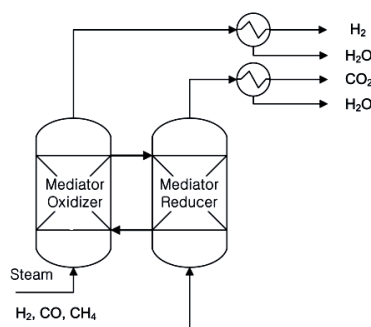 H₂
H₂O
CO₂
H₂O
Mediator
Oxidizer
Mediator
Reducer
Steam
H₂, CO, CH₄